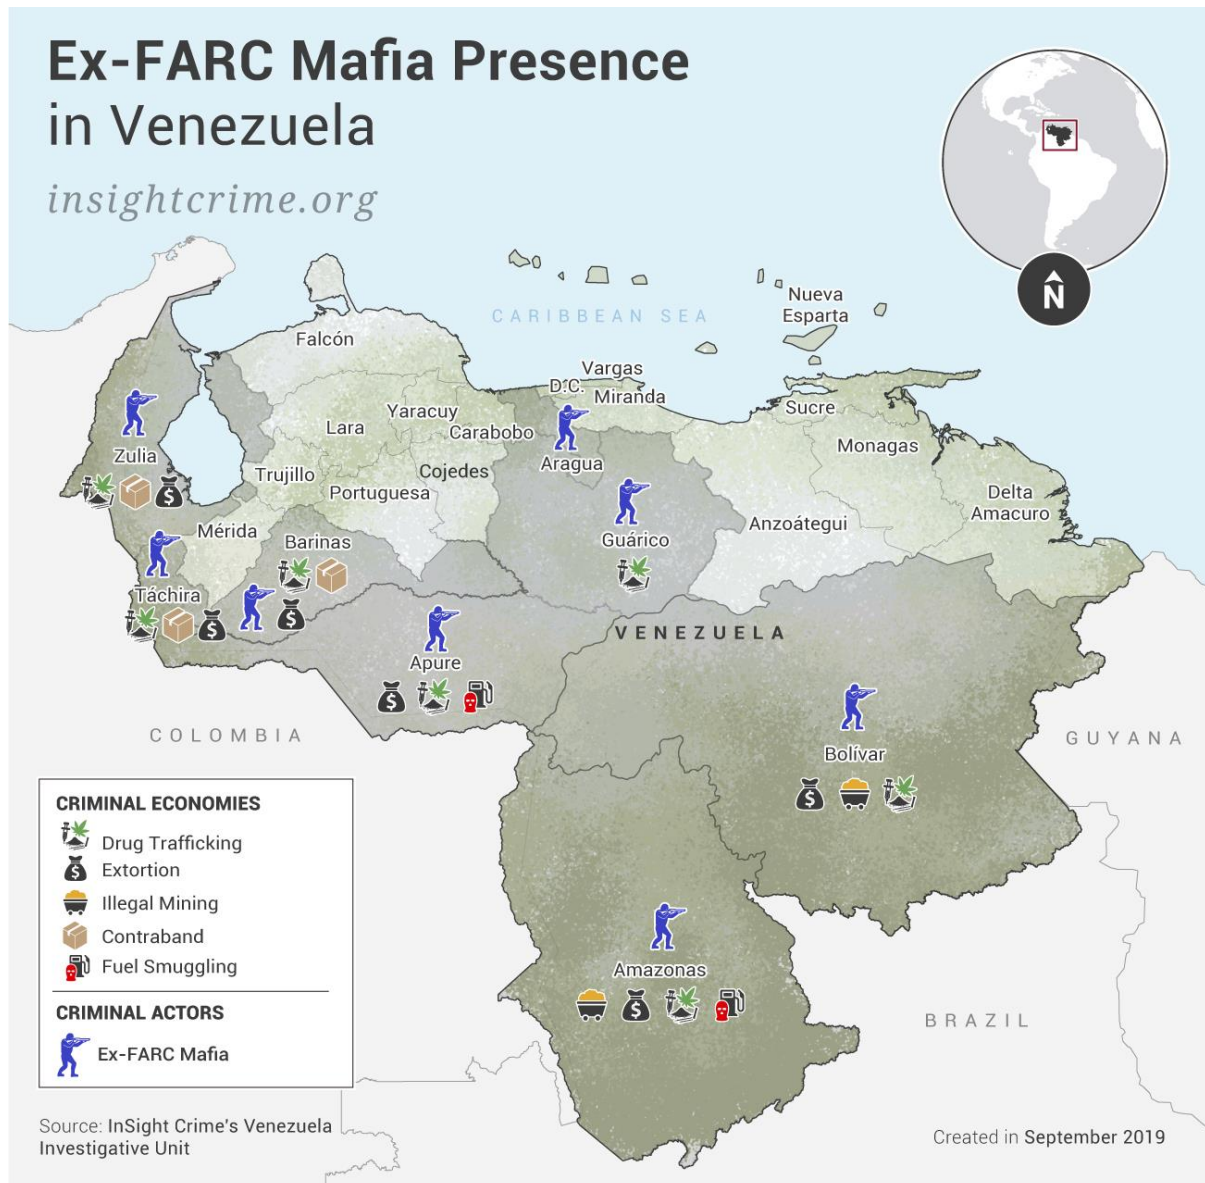 Ex-FARC Mafia Presence
in Venezuela
insightcrime.org
N
CARIBBEAN SEA
Nueva
Esparta
Falcón
Vargas
D.C.
Miranda
Yaracuy
Carabobo
Lara
Sucre
Monagas
Zulia
Aragua
Trujillo
Cojedes
Portuguesa
Delta
Amacuro
Mérida
Barinas
Guárico
Anzoátegui
Táchira
VENEZUELA
Apure
COLOMBIA
Bolívar
GUYANA
Amazonas
BRAZIL
CRIMINAL ECONOMIES
Drug Trafficking
Extortion
Illegal Mining
Contraband
Fuel Smuggling
CRIMINAL ACTORS
Ex-FARC Mafia
Source: InSight Crime's Venezuela
Investigative Unit
Created in September 2019